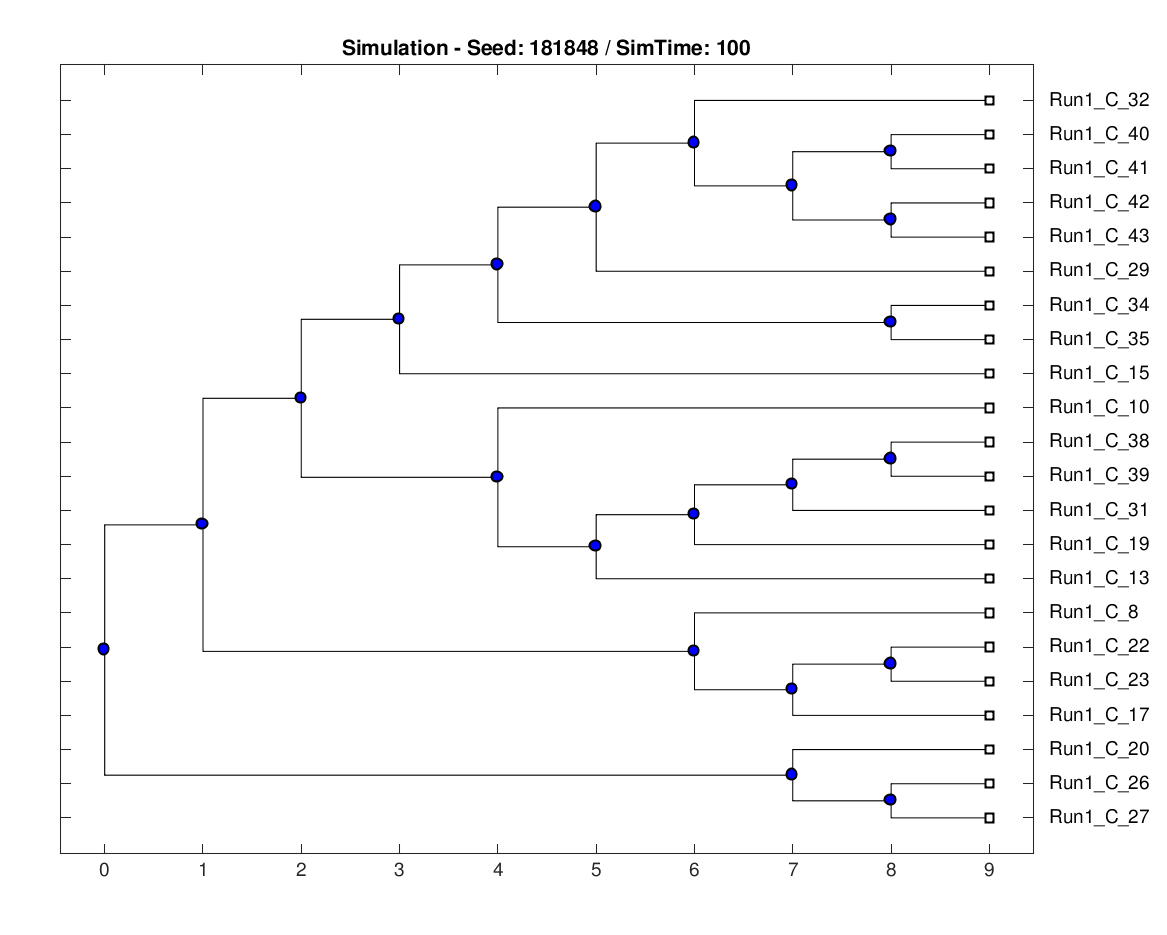 Simulation - Seed: 181848 / SimTime: 100
Run1_C_32
Run1_C_40
Run1_C_41
Run1_C_42
Run1_C_43
Run1_C_29
Run1_C_34
Run1_C_35
Run1_C_15
Run1_C_10
Run1_C_38
Run1_C_39
Run1_C_31
Run1_C_19
Run1_C_13
Run1_C_8
Run1_C_22
Run1_C_23
Run1_C_17
Run1_C_20
Run1_C_26
Run1_C_27
0 1 2 3 4 5 6 7 8 9